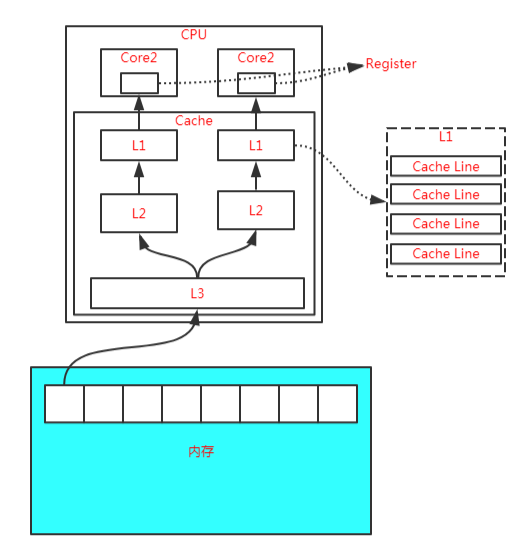 CPU
Core2
Core2
Register
Cache
L1
L1
L1
Cache Line
Cache Line
Cache Line
Cache Line
L2
L2
L3
内存